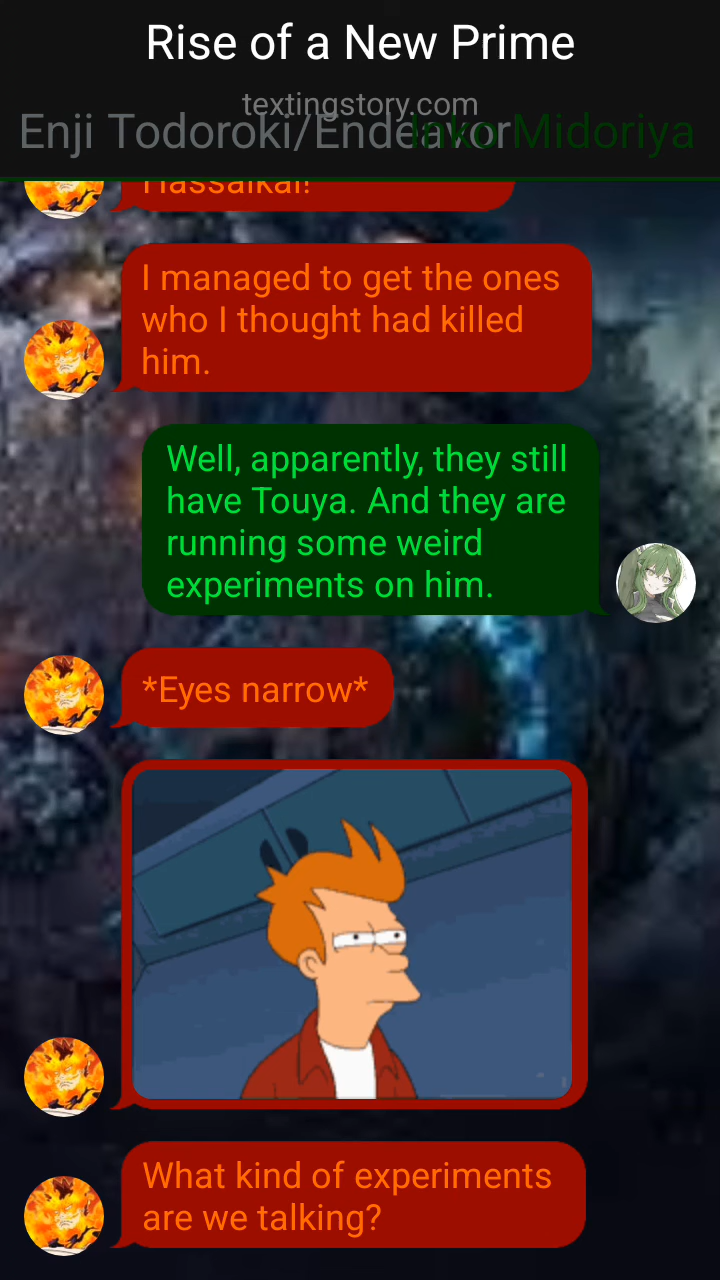 Rise of a New Prime
textingstory.com
Enji Todoroki/Endeavor Inko Midoriya
Hassaikai!
I managed to get the ones
who I thought had killed
him.
Well, apparently, they still
have Touya. And they are
running some weird
experiments on him.
*Eyes narrow*
What kind of experiments
are we talking?